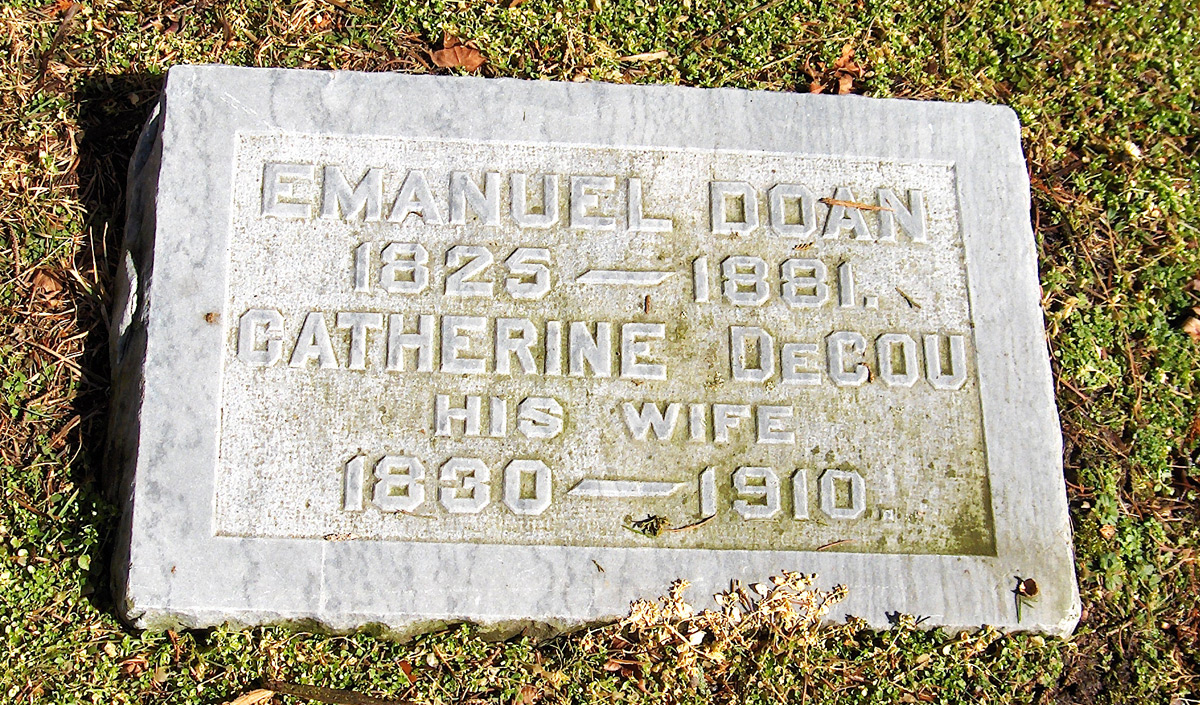 EMANUEL DOAN
1825 — 1881.
CATHERINE DECOU
HIS WIFE
1830 — 1910.